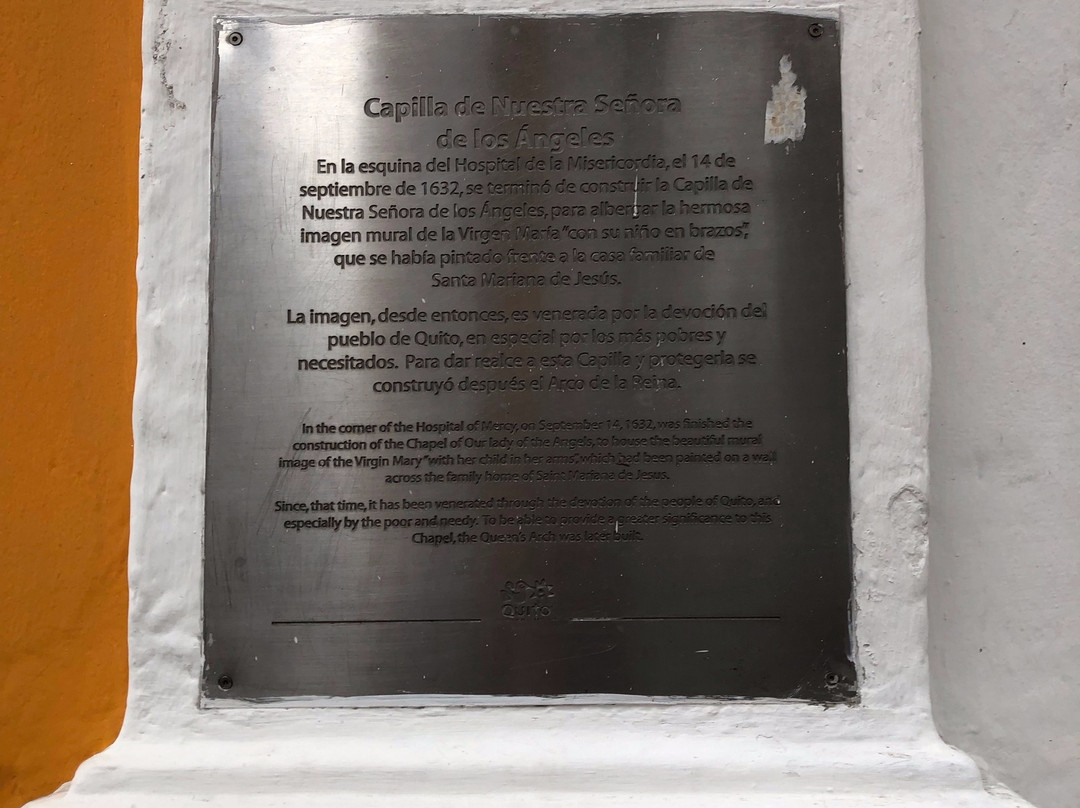 Capilla de Nuestra Señora
de los Ángeles
En la esquina del Hospital de la Misericordia, el 14 de
septiembre de 1632, se terminó de construir la Capilla de
Nuestra Señora de los Ángeles, para albergar la hermosa
imagen mural de la Virgen María "con su niño en brazos",
que se había pintado frente a la casa familiar de
Santa Mariana de Jesús.
La imagen, desde entonces, es venerada por la devoción del
pueblo de Quito, en especial por los más pobres y
necesitados. Para dar realce a esta Capilla y protegerla se
construyó después el Arco de la Reina.
In the corner of the Hospital of Mercy, on September 14, 1632, was finished the
construction of the Chapel of Our lady of the Angels, to house the beautiful mural
image of the Virgin Mary "with her child in her arms", which had been painted on a wall
across the family home of Saint Mariana de Jesus.
Since, that time, it has been venerated through the devotion of the people of Quito, and
especially by the poor and needy. To be able to provide a greater significance to this
Chapel, the Queen's Arch was later built.
Quito